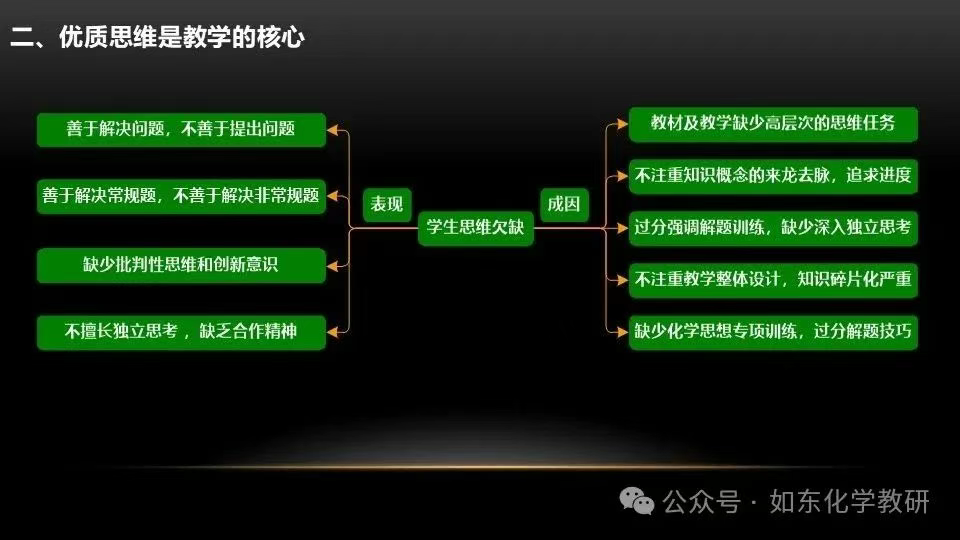 二、优质思维是教学的核心
善于解决问题，不善于提出问题
善于解决常规题，不善于解决非常规题
缺少批判性思维和创新意识
不擅长独立思考 ，缺乏合作精神
表现
学生思维欠缺
成因
教材及教学缺少高层次的思维任务
不注重知识概念的来龙去脉，追求进度
过分强调解题训练，缺少深入独立思考
不注重教学整体设计，知识碎片化严重
缺少化学思想专项训练，过分解题技巧
公众号 · 如东化学教研